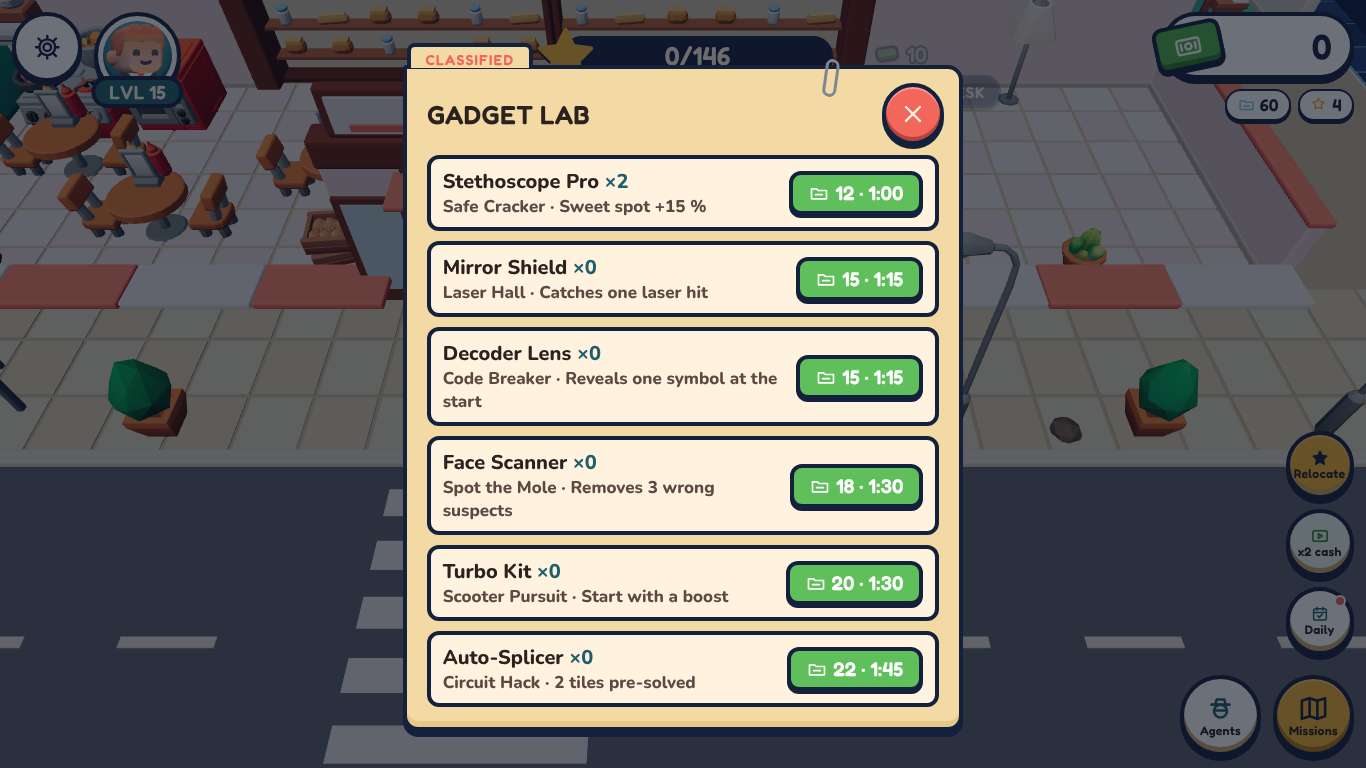 0/146
10
0
CLASSIFIED
LVL 15
60
4
GADGET LAB
Stethoscope Pro ×2
Safe Cracker · Sweet spot +15 %
12 · 1:00
Mirror Shield ×0
Laser Hall · Catches one laser hit
15 · 1:15
Decoder Lens ×0
Code Breaker · Reveals one symbol at the
start
15 · 1:15
Face Scanner ×0
Spot the Mole · Removes 3 wrong
suspects
18 · 1:30
Turbo Kit ×0
Scooter Pursuit · Start with a boost
20 · 1:30
Auto-Splicer ×0
Circuit Hack · 2 tiles pre-solved
22 · 1:45
Relocate
x2 cash
Daily
Agents
Missions